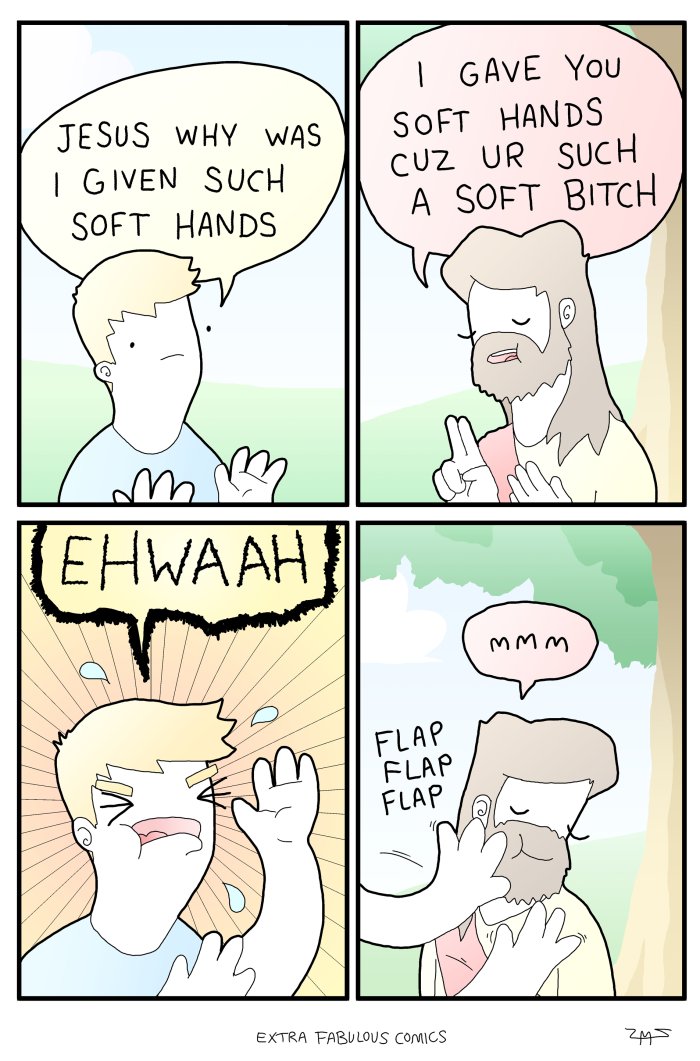 JESUS WHY WAS
I GIVEN SUCH
SOFT HANDS
I GAVE YOU
SOFT HANDS
CUZ UR SUCH
A SOFT BITCH
EHWAAH
MMM
FLAP
FLAP
FLAP
EXTRA FABULOUS COMICS